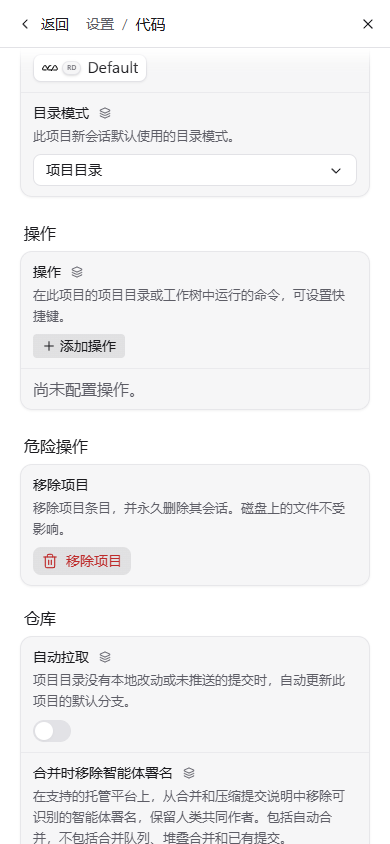 返回 设置 / 代码
RD Default
目录模式
此项目新会话默认使用的目录模式。
项目目录
操作
操作
在此项目的项目目录或工作树中运行的命令，可设置快
捷键。
+ 添加操作
尚未配置操作。
危险操作
移除项目
移除项目条目，并永久删除其会话。磁盘上的文件不受
影响。
移除项目
仓库
自动拉取
项目目录没有本地改动或未推送的提交时，自动更新此
项目的默认分支。
合并时移除智能体署名
在支持的托管平台上，从合并和压缩提交说明中移除可
识别的智能体署名，保留人类共同作者。包括自动合
并，不包括合并队列、堆叠合并和已有提交。